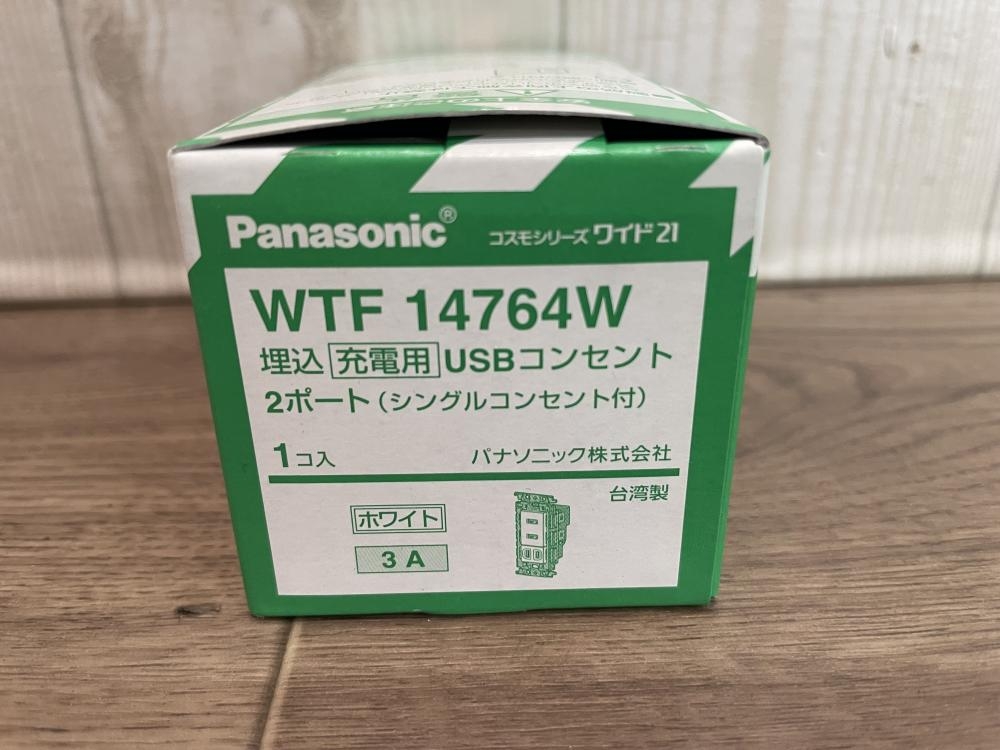 Panasonic® コスモシリーズ ワイド21
WTF 14764W
埋込 充電用 USBコンセント
2ポート（シングルコンセント付）
1コ入 パナソニック株式会社
台湾製
ホワイト
3 A